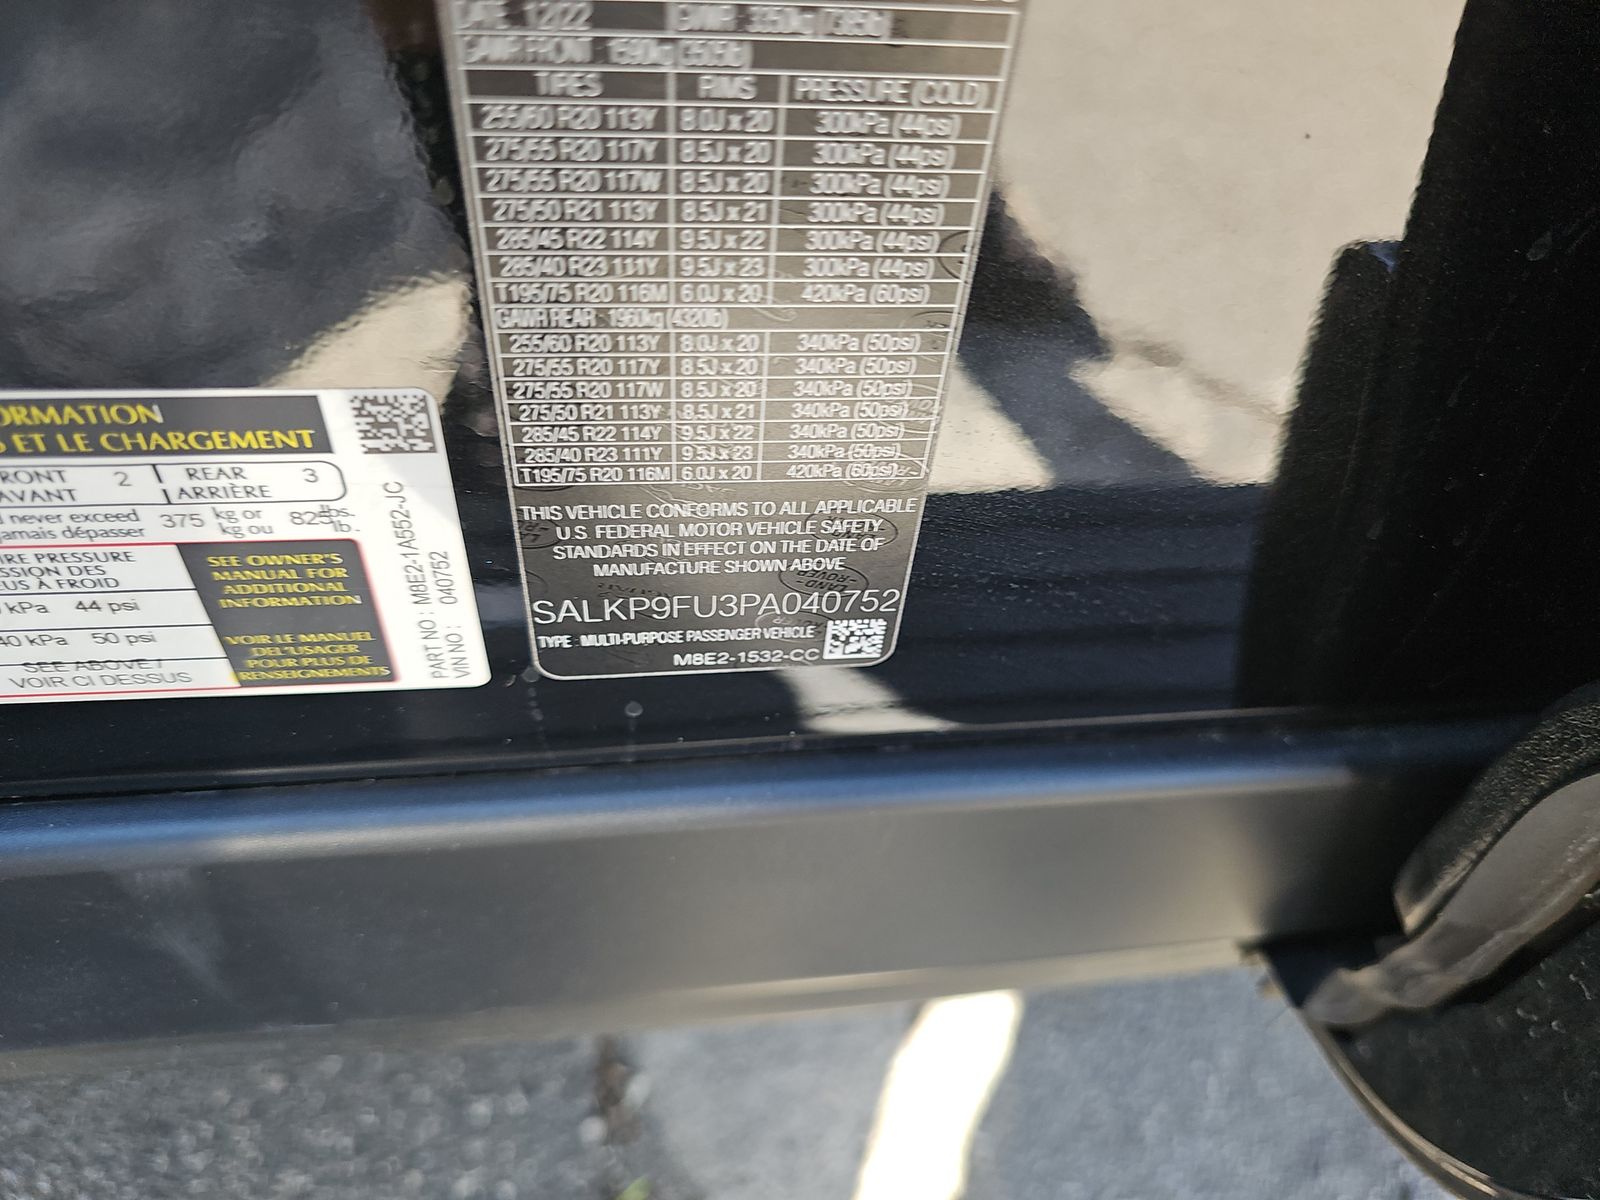 DATE: 12/22 GVWR: 3350kg (7385lb)
GAWR FRONT: 1590kg (3505lb)
TIRES RIMS PRESSURE (COLD)
255/60 R20 113Y 8.0J x 20 300kPa (44psi)
275/55 R20 117Y 8.5J x 20 300kPa (44psi)
275/55 R20 117W 8.5J x 20 300kPa (44psi)
275/50 R21 113Y 8.5J x 21 300kPa (44psi)
285/45 R22 114Y 9.5J x 22 300kPa (44psi)
285/40 R23 111Y 9.5J x 23 300kPa (44psi)
T195/75 R20 116M 6.0J x 20 420kPa (60psi)
GAWR REAR: 1960kg (4320lb)
255/60 R20 113Y 8.0J x 20 340kPa (50psi)
275/55 R20 117Y 8.5J x 20 340kPa (50psi)
275/55 R20 117W 8.5J x 20 340kPa (50psi)
275/50 R21 113Y 8.5J x 21 340kPa (50psi)
285/45 R22 114Y 9.5J x 22 340kPa (50psi)
285/40 R23 111Y 9.5J x 23 340kPa (50psi)
T195/75 R20 116M 6.0J x 20 420kPa (60psi)
THIS VEHICLE CONFORMS TO ALL APPLICABLE
U.S. FEDERAL MOTOR VEHICLE SAFETY
STANDARDS IN EFFECT ON THE DATE OF
MANUFACTURE SHOWN ABOVE
SALKP9FU3PA040752
TYPE : MULTI-PURPOSE PASSENGER VEHICLE
M8E2-1532-CC
ORMATION
ET LE CHARGEMENT
RONT 2 REAR 3
AVANT ARRIÈRE
never exceed 375 kg or 825 lbs.
jamais dépasser kg ou lb.
IRE PRESSURE
SSION DES
EUS À FROID
kPa 44 psi
40 kPa 50 psi
SEE ABOVE /
VOIR CI DESSUS
SEE OWNER'S
MANUAL FOR
ADDITIONAL
INFORMATION
VOIR LE MANUEL
DE L'USAGER
POUR PLUS DE
RENSEIGNEMENTS
PART NO : M8E2-1A552-JC
VIN NO : 040752